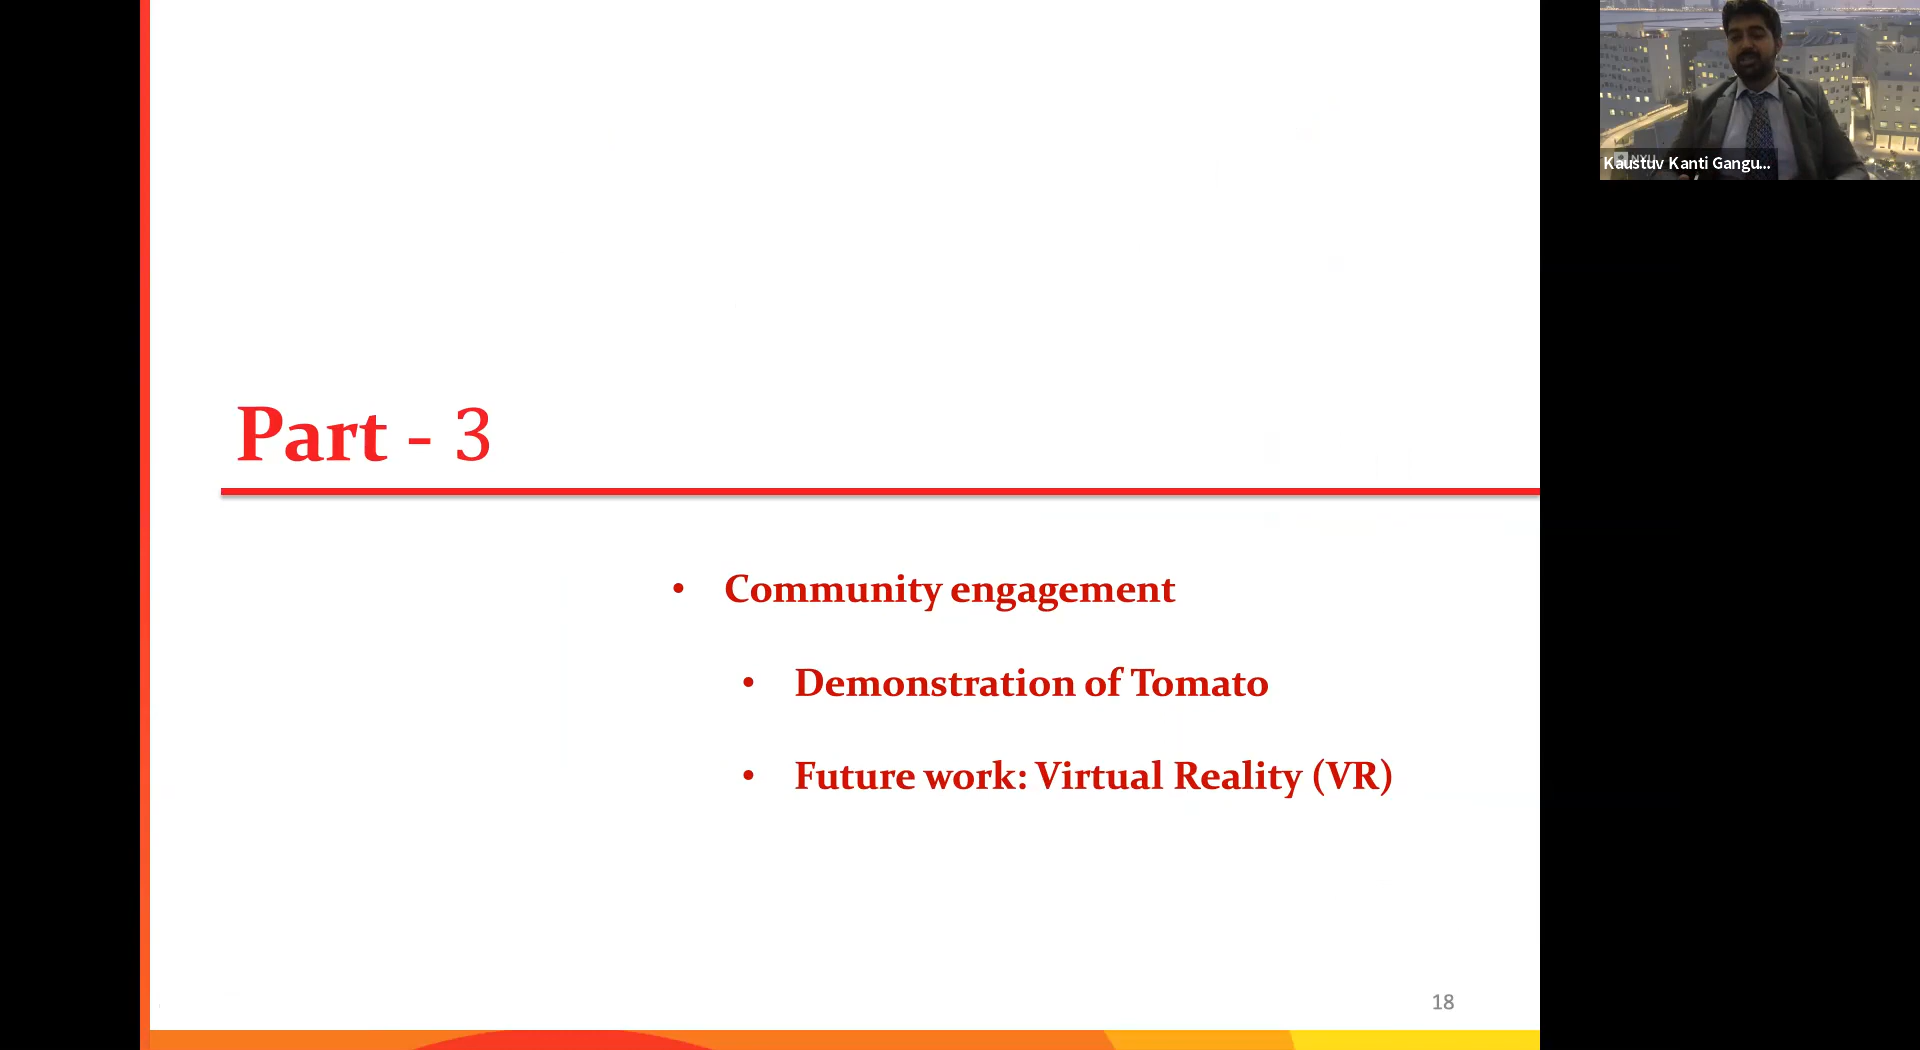 Part - 3
• Community engagement
• Demonstration of Tomato
• Future work: Virtual Reality (VR)
18
Kaustuv Kanti Gangu...